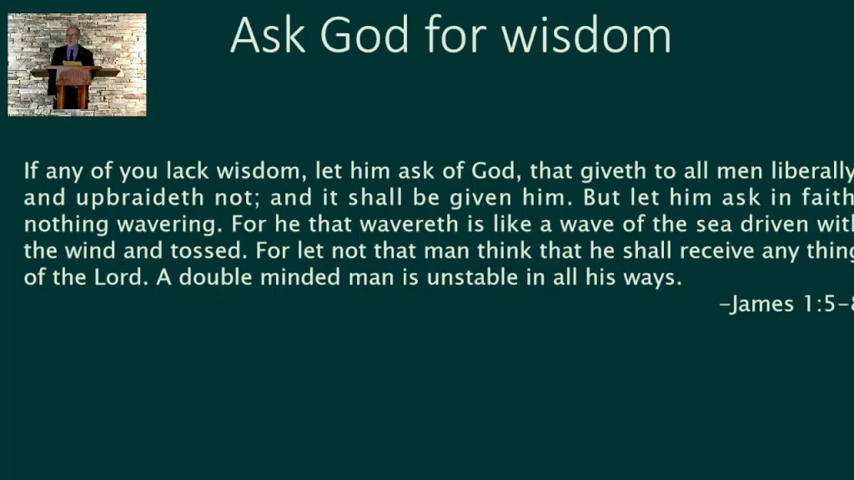 Ask God for wisdom
If any of you lack wisdom, let him ask of God, that giveth to all men liberally
and upbraideth not; and it shall be given him. But let him ask in faith
nothing wavering. For he that wavereth is like a wave of the sea driven with
the wind and tossed. For let not that man think that he shall receive any thing
of the Lord. A double minded man is unstable in all his ways.
–James 1:5–8